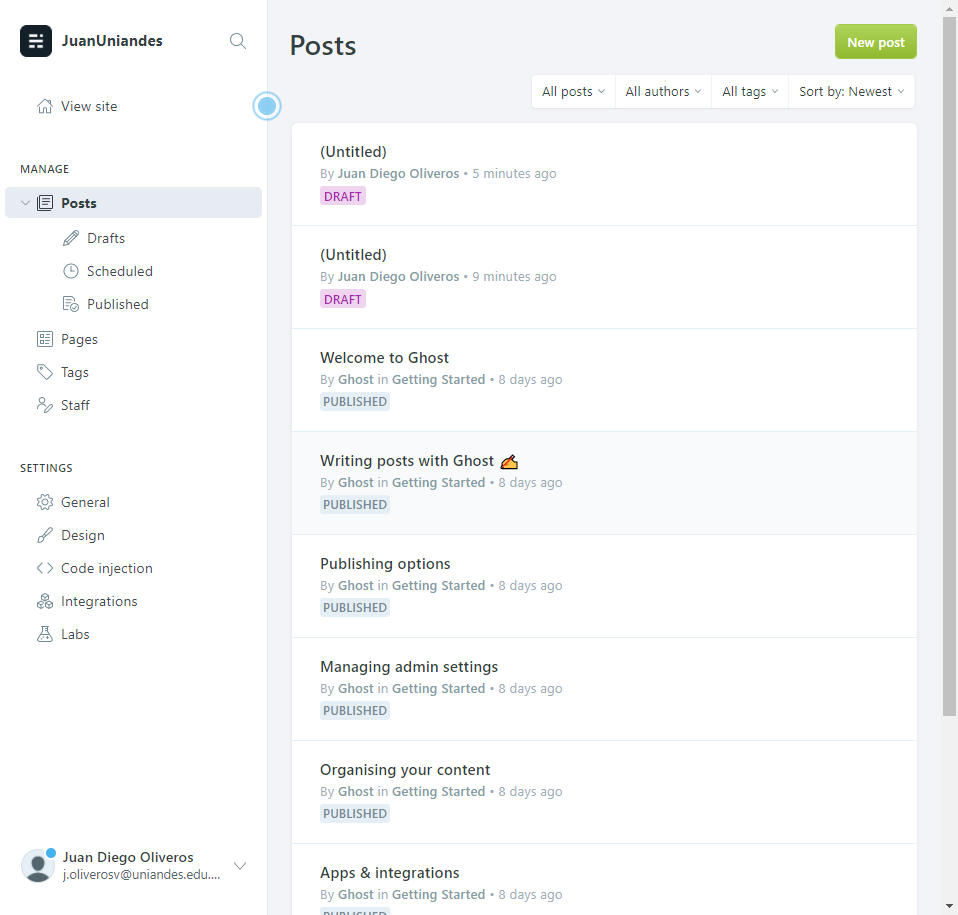 JuanUniandes
View site
MANAGE
Posts
Drafts
Scheduled
Published
Pages
Tags
Staff
SETTINGS
General
Design
Code injection
Integrations
Labs
Juan Diego Oliveros
j.oliverosv@uniandes.edu....
Posts
New post
All posts All authors All tags Sort by: Newest
(Untitled)
By Juan Diego Oliveros • 5 minutes ago
DRAFT
(Untitled)
By Juan Diego Oliveros • 9 minutes ago
DRAFT
Welcome to Ghost
By Ghost in Getting Started • 8 days ago
PUBLISHED
Writing posts with Ghost ✍️
By Ghost in Getting Started • 8 days ago
PUBLISHED
Publishing options
By Ghost in Getting Started • 8 days ago
PUBLISHED
Managing admin settings
By Ghost in Getting Started • 8 days ago
PUBLISHED
Organising your content
By Ghost in Getting Started • 8 days ago
PUBLISHED
Apps & integrations
By Ghost in Getting Started • 8 days ago
PUBLISHED